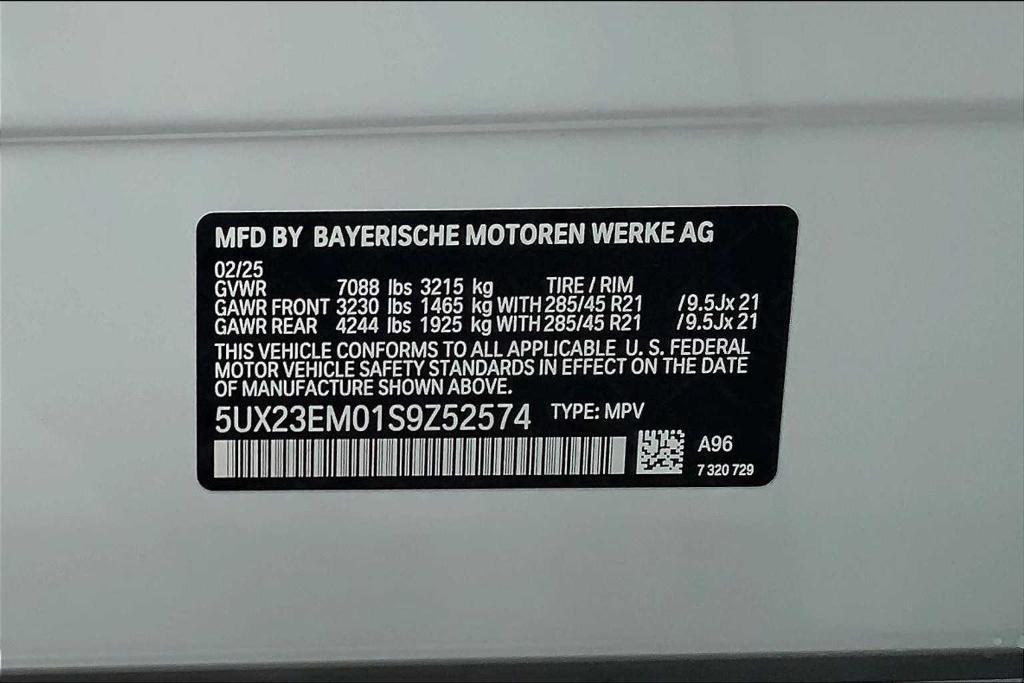 MFD BY BAYERISCHE MOTOREN WERKE AG
02/25
GVWR 7088 lbs 3215 kg TIRE / RIM
GAWR FRONT 3230 lbs 1465 kg WITH 285/45 R21 /9.5Jx 21
GAWR REAR 4244 lbs 1925 kg WITH 285/45 R21 /9.5Jx 21
THIS VEHICLE CONFORMS TO ALL APPLICABLE U. S. FEDERAL
MOTOR VEHICLE SAFETY STANDARDS IN EFFECT ON THE DATE
OF MANUFACTURE SHOWN ABOVE.
5UX23EM01S9Z52574 TYPE: MPV
A96
7 320 729